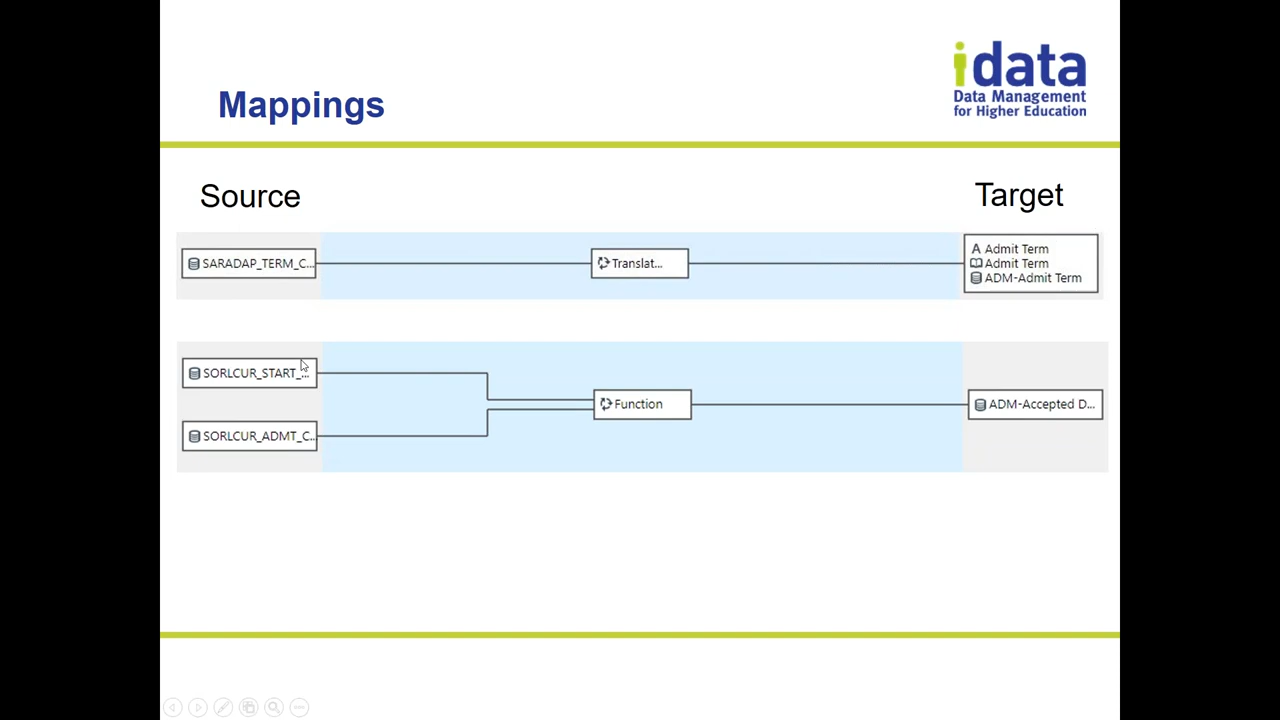 idata
Data Management
for Higher Education
Mappings
Source
Target
SARADAP_TERM_C...
Translat...
Admit Term
Admit Term
ADM-Admit Term
SORLCUR_START_...
SORLCUR_ADMT_C...
Function
ADM-Accepted D...